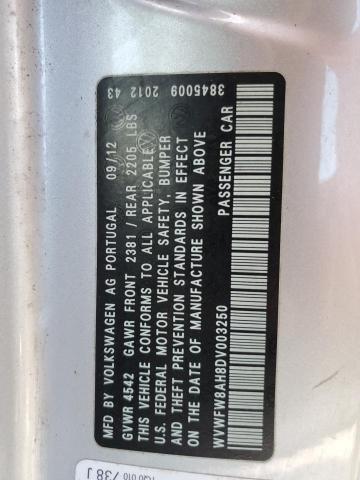 3845009 2012 43
MFD BY VOLKSWAGEN AG PORTUGAL 09/12
GVWR 4542 GAWR FRONT 2381 / REAR 2205 LBS
THIS VEHICLE CONFORMS TO ALL APPLICABLE
U.S. FEDERAL MOTOR VEHICLE SAFETY, BUMPER
AND THEFT PREVENTION STANDARDS IN EFFECT
ON THE DATE OF MANUFACTURE SHOWN ABOVE
WVWFW8AH8DV003250 PASSENGER CAR
738 J